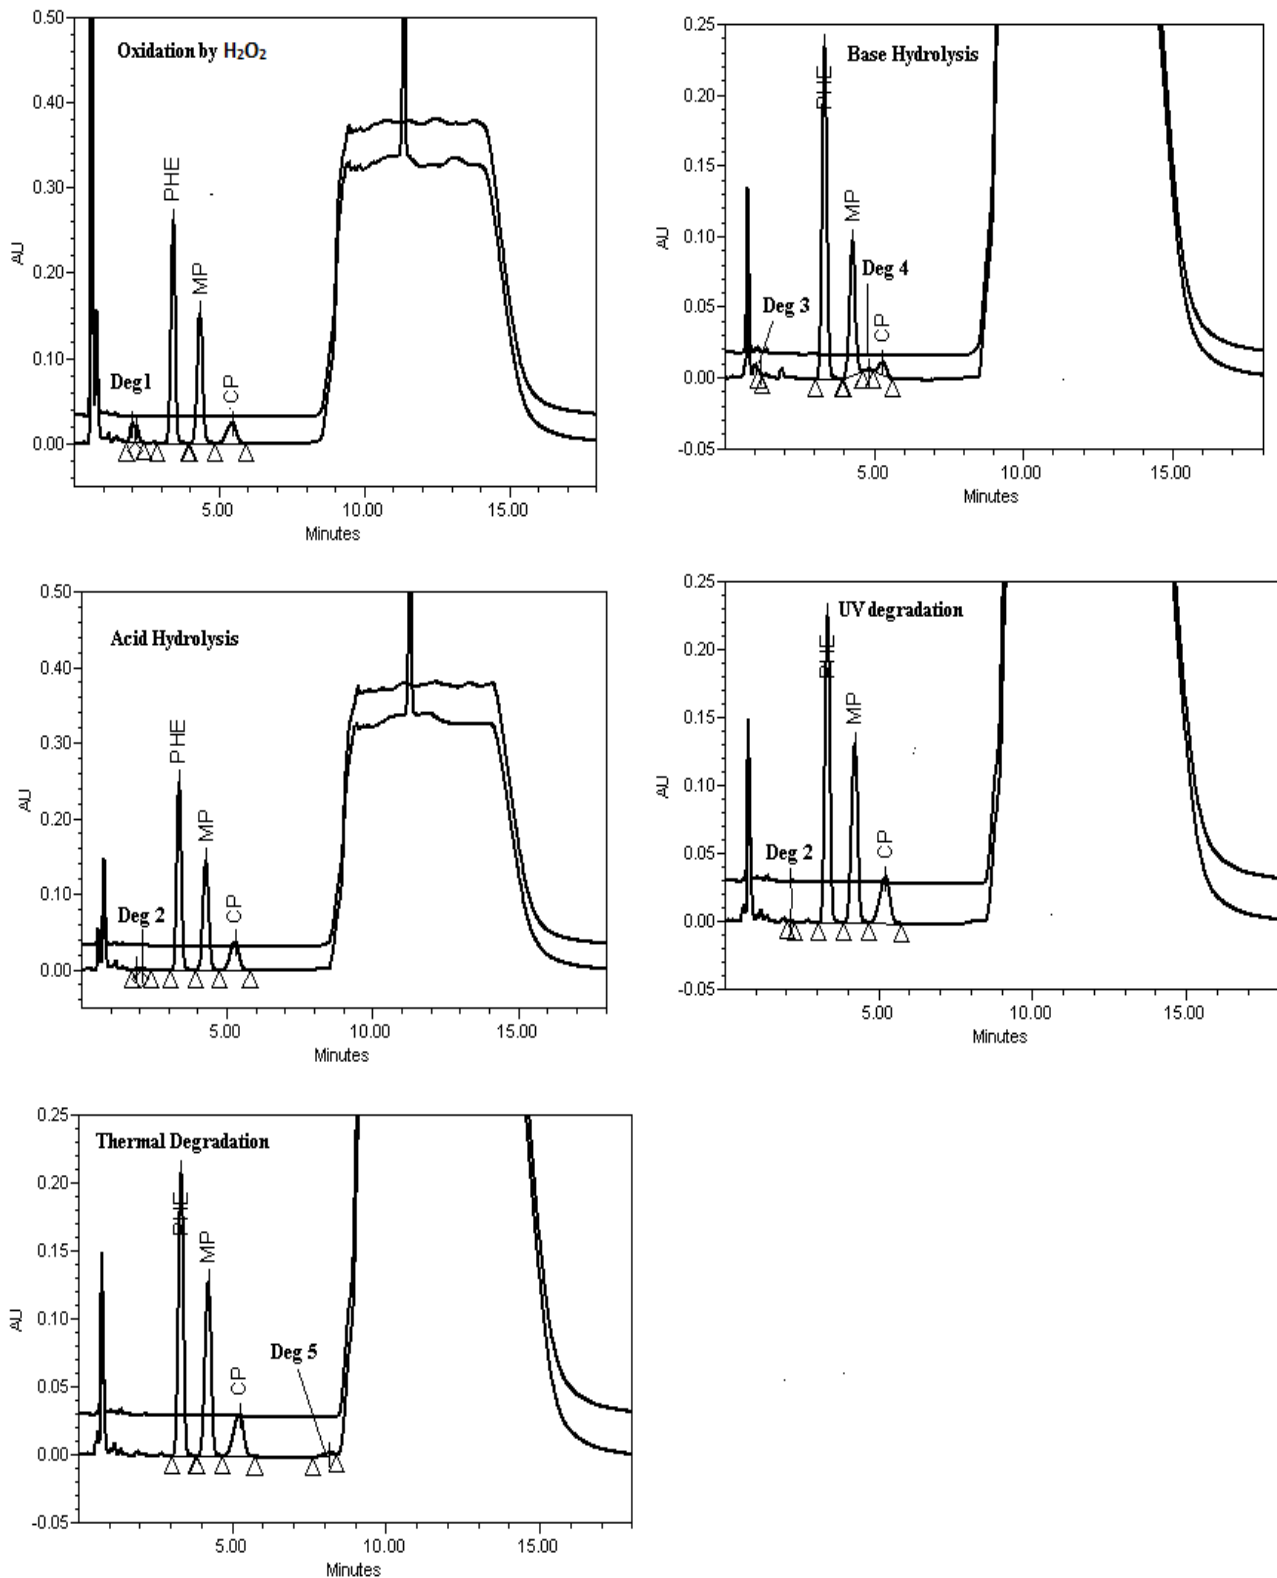 Oxidation by H₂O₂
0.50
0.40
0.30
0.20
0.10
0.00
AU
PHE
MP
CP
Deg1
5.00
10.00
15.00
Minutes
Base Hydrolysis
0.25
0.20
0.15
0.10
0.05
0.00
-0.05
AU
PHE
MP
Deg 4
Deg 3
CP
5.00
10.00
15.00
Minutes
Acid Hydrolysis
0.50
0.40
0.30
0.20
0.10
0.00
AU
PHE
MP
CP
Deg 2
5.00
10.00
15.00
Minutes
UV degradation
0.25
0.20
0.15
0.10
0.05
0.00
-0.05
AU
PHE
MP
CP
Deg 2
5.00
10.00
15.00
Minutes
Thermal Degradation
0.25
0.20
0.15
0.10
0.05
0.00
-0.05
AU
PHE
MP
CP
Deg 5
5.00
10.00
15.00
Minutes